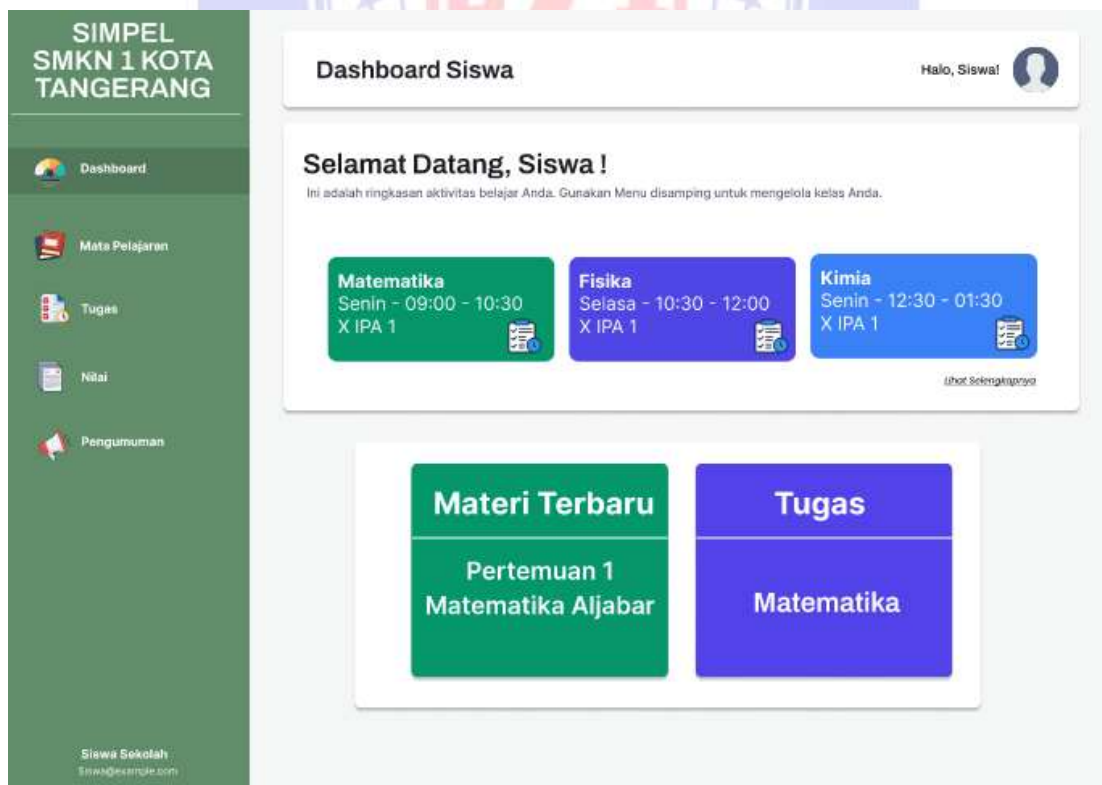 SIMPEL
SMKN 1 KOTA
TANGERANG
Dashboard
Mata Pelajaran
Tugas
Nilai
Pengumuman
Siswa Sekolah
Siswa@example.com
Dashboard Siswa
Halo, Siswa!
Selamat Datang, Siswa !
Ini adalah ringkasan aktivitas belajar Anda. Gunakan Menu disamping untuk mengelola kelas Anda.
Matematika
Senin - 09:00 - 10:30
X IPA 1
Fisika
Selasa - 10:30 - 12:00
X IPA 1
Kimia
Senin - 12:30 - 01:30
X IPA 1
Lihat Selengkapnya
Materi Terbaru
Pertemuan 1
Matematika Aljabar
Tugas
Matematika